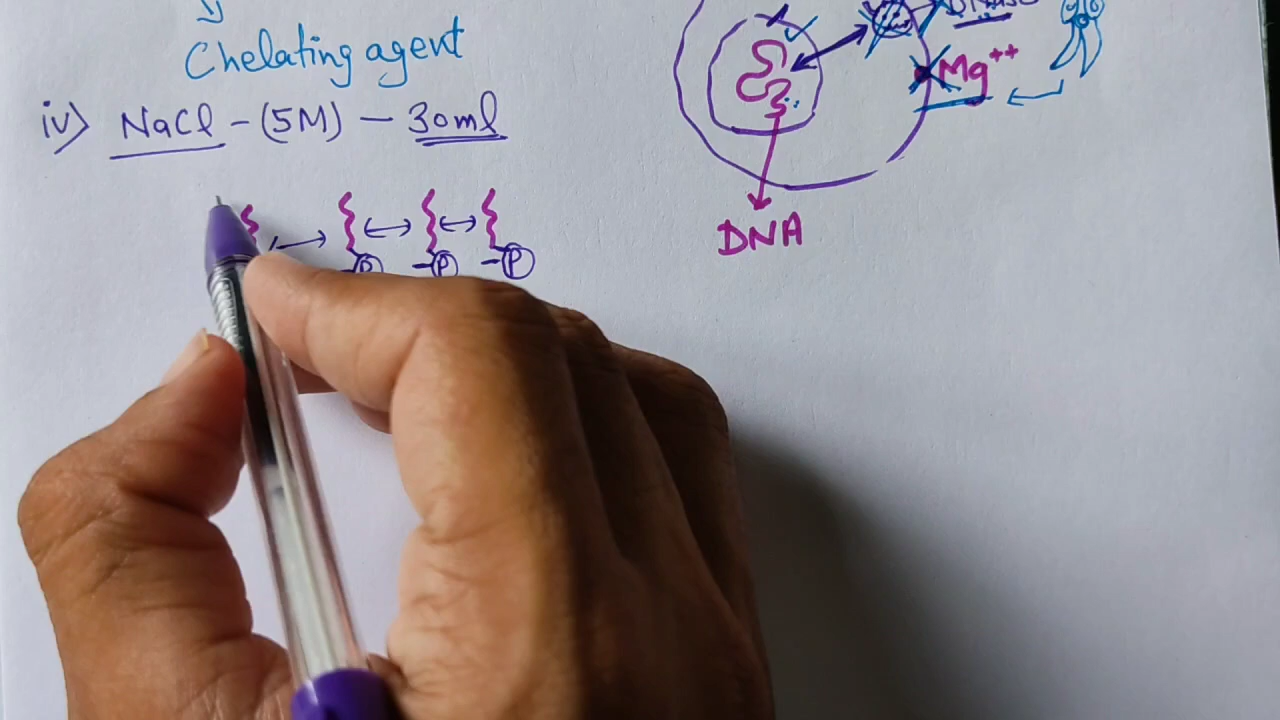 Chelating agent
iv) NaCl - (5M) - 30ml
Mg++
-P -P
DNA